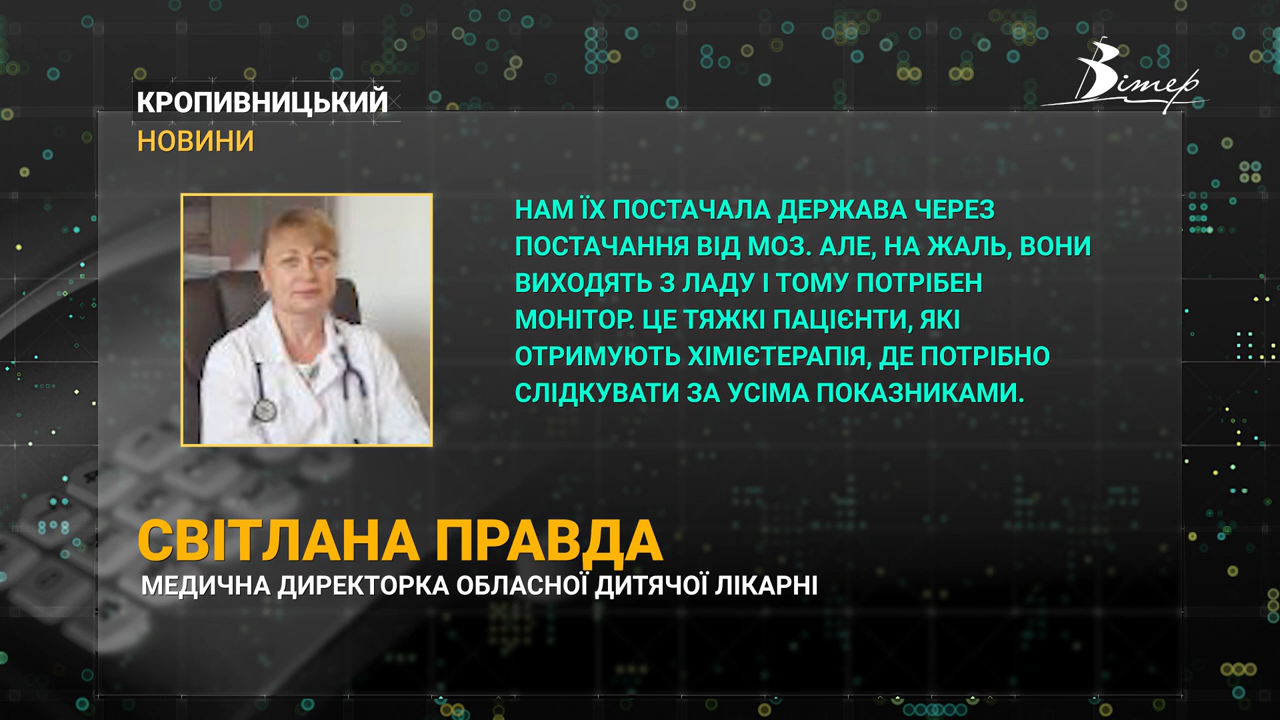 Вітер
КРОПИВНИЦЬКИЙ
НОВИНИ
НАМ ЇХ ПОСТАЧАЛА ДЕРЖАВА ЧЕРЕЗ
ПОСТАЧАННЯ ВІД МОЗ. АЛЕ, НА ЖАЛЬ, ВОНИ
ВИХОДЯТЬ З ЛАДУ І ТОМУ ПОТРІБЕН
МОНІТОР. ЦЕ ТЯЖКІ ПАЦІЄНТИ, ЯКІ
ОТРИМУЮТЬ ХІМІЄТЕРАПІЯ, ДЕ ПОТРІБНО
СЛІДКУВАТИ ЗА УСІМА ПОКАЗНИКАМИ.
СВІТЛАНА ПРАВДА
МЕДИЧНА ДИРЕКТОРКА ОБЛАСНОЇ ДИТЯЧОЇ ЛІКАРНІ